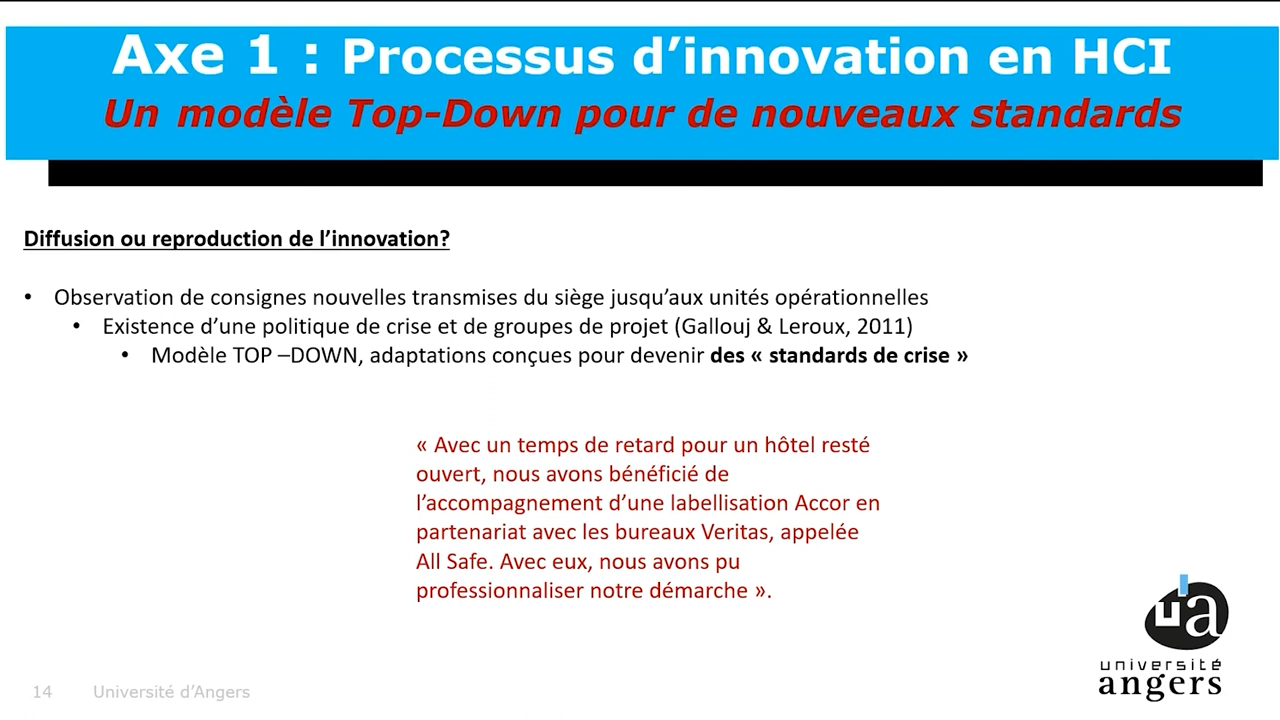 Axe 1 : Processus d’innovation en HCI
Un modèle Top-Down pour de nouveaux standards
Diffusion ou reproduction de l’innovation?
• Observation de consignes nouvelles transmises du siège jusqu’aux unités opérationnelles
• Existence d’une politique de crise et de groupes de projet (Gallouj & Leroux, 2011)
• Modèle TOP –DOWN, adaptations conçues pour devenir des « standards de crise »
« Avec un temps de retard pour un hôtel resté
ouvert, nous avons bénéficié de
l’accompagnement d’une labellisation Accor en
partenariat avec les bureaux Veritas, appelée
All Safe. Avec eux, nous avons pu
professionnaliser notre démarche ».
ua
université
angers
14 Université d’Angers